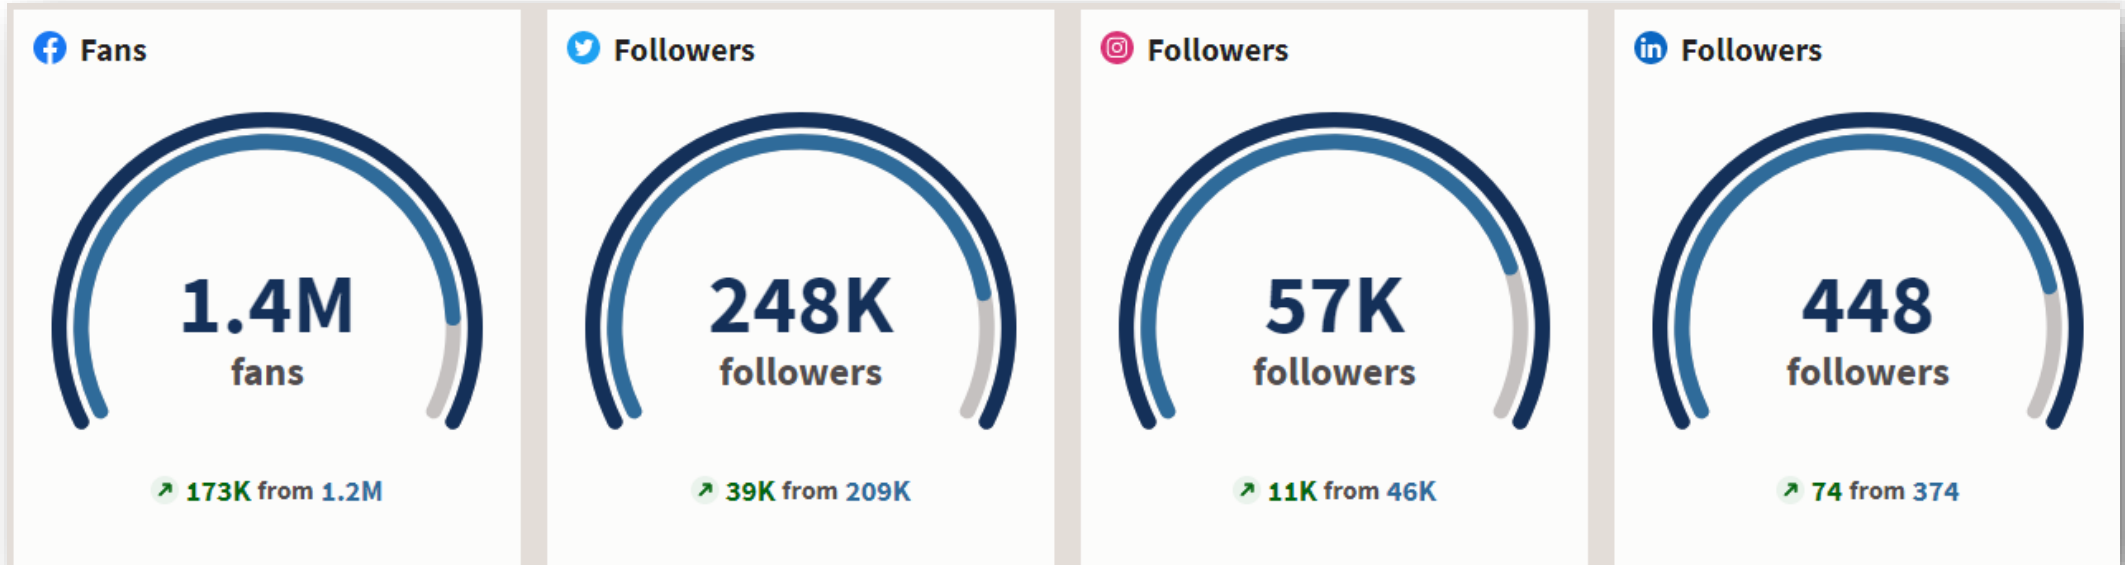 Fans
1.4M
fans
173K from 1.2M
Followers
248K
followers
39K from 209K
Followers
57K
followers
11K from 46K
in Followers
448
followers
74 from 374